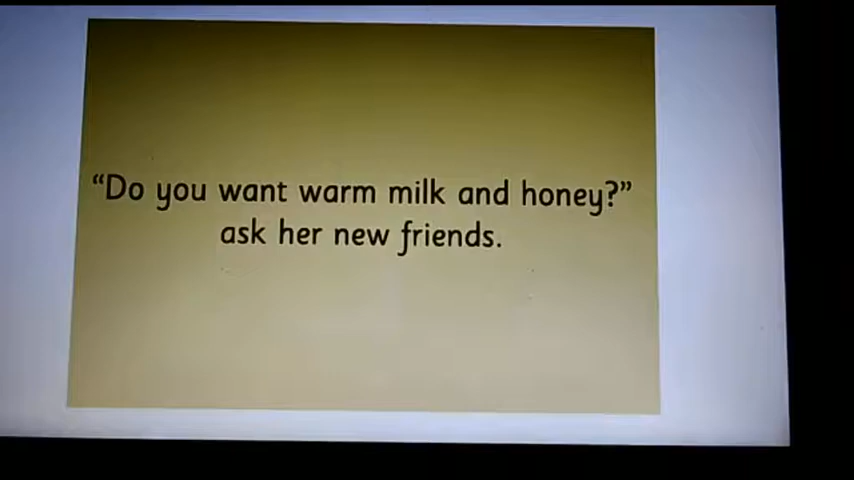 “Do you want warm milk and honey?”
ask her new friends.